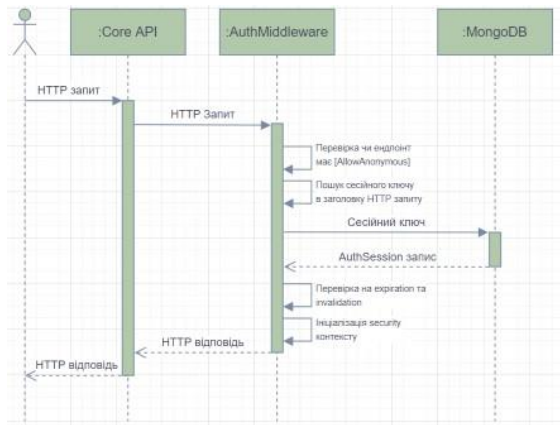 :Core API
:AuthMiddleware
:MongoDB
HTTP запит
HTTP Запит
Перевірка чи ендпоінт
має [AllowAnonymous]
Пошук сесійного ключу
в заголовку HTTP запиту
Сесійний ключ
AuthSession запис
Перевірка на expiration та
invalidation
Ініціалізація security
контексту
HTTP відповідь
HTTP відповідь